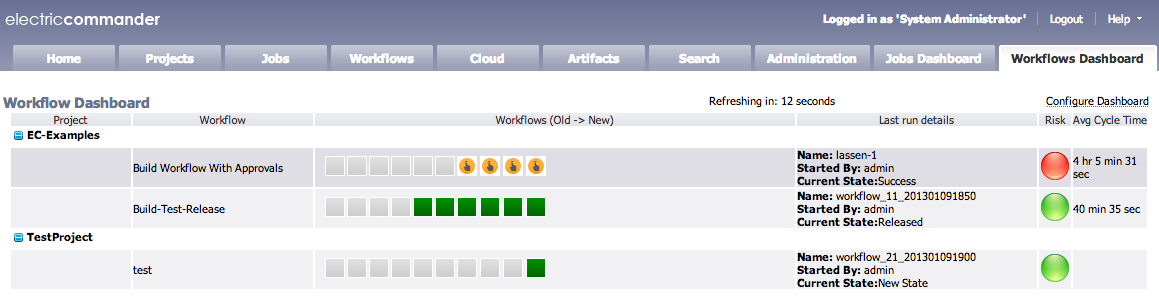 electriccommander
Logged in as 'System Administrator' Logout Help
Home Projects Jobs Workflows Cloud Artifacts Search Administration Jobs Dashboard Workflows Dashboard
Workflow Dashboard Refreshing in: 12 seconds Configure Dashboard
Project Workflow Workflows (Old -> New) Last run details Risk Avg Cycle Time
EC-Examples
Build Workflow With Approvals
Name: lassen-1
Started By: admin
Current State:Success
4 hr 5 min 31
sec
Build-Test-Release
Name: workflow_11_201301091850
Started By: admin
Current State:Released
40 min 35 sec
TestProject
test
Name: workflow_21_201301091900
Started By: admin
Current State:New State